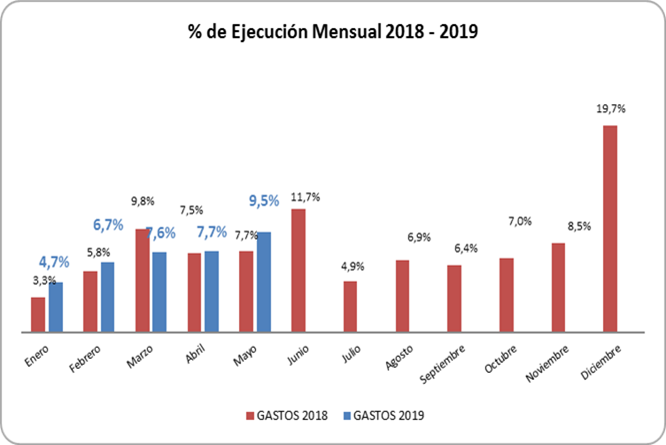 % de Ejecución Mensual 2018 - 2019
19,7%
9,8%
7,5%
9,5%
11,7%
6,7%
7,6%
7,7%
7,7%
7,0%
8,5%
4,7%
5,8%
6,9%
6,4%
3,3%
4,9%
Enero
Febrero
Marzo
Abril
Mayo
Junio
Julio
Agosto
Septiembre
Octubre
Noviembre
Diciembre
GASTOS 2018 GASTOS 2019